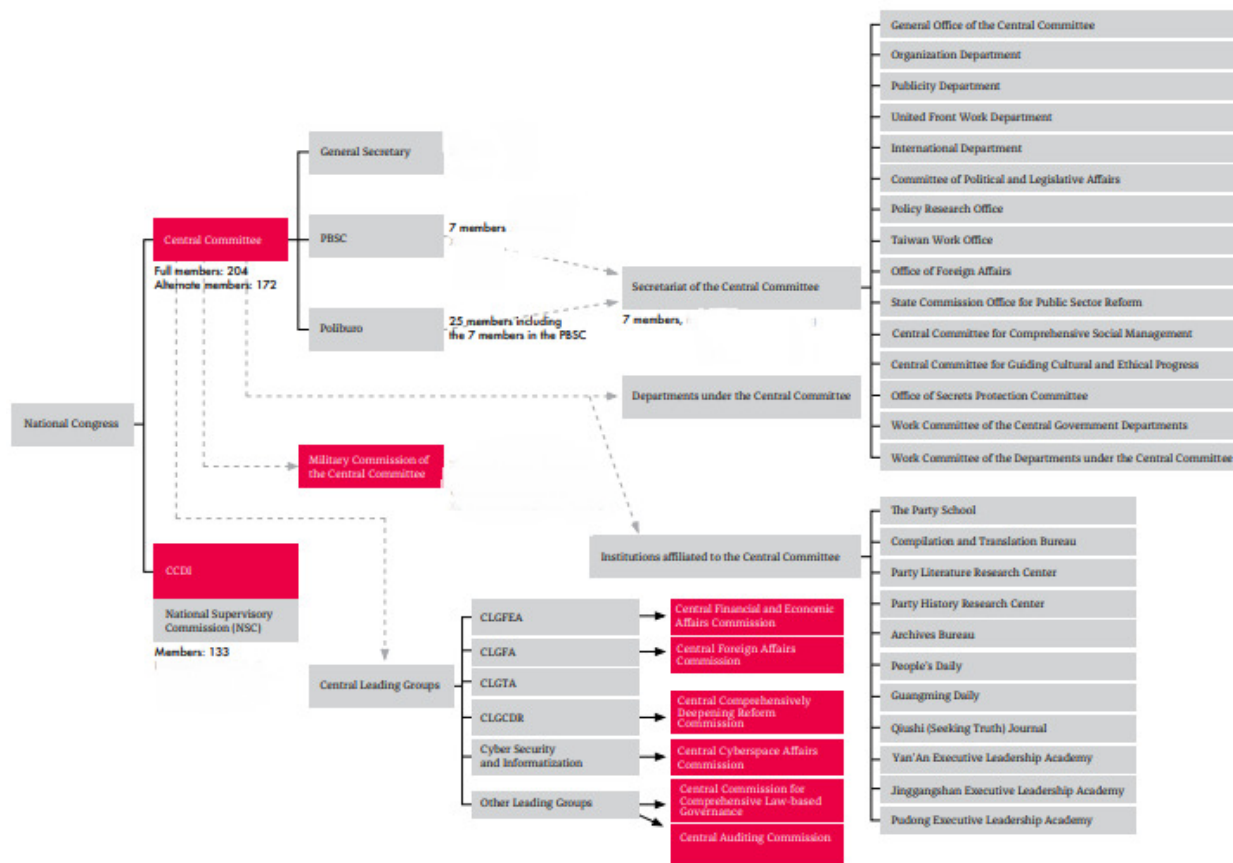 National Congress
Central Committee
Full members: 204
Alternate members: 172
CCDI
National Supervisory
Commission (NSC)
Members: 133
General Secretary
PBSC
7 members
Poliburo
25 members including
the 7 members in the PBSC
Military Commission of
the Central Committee
Central Leading Groups
CLGFEA
CLGFA
CLGTA
CLGCDR
Cyber Security
and Informatization
Other Leading Groups
Central Financial and Economic
Affairs Commission
Central Foreign Affairs
Commission
Central Comprehensively
Deepening Reform
Commission
Central Cyberspace Affairs
Commission
Central Commission for
Comprehensive Law-based
Governance
Central Auditing Commission
Secretariat of the Central Committee
7 members,
Departments under the Central Committee
Institutions affiliated to the Central Committee
General Office of the Central Committee
Organization Department
Publicity Department
United Front Work Department
International Department
Committee of Political and Legislative Affairs
Policy Research Office
Taiwan Work Office
Office of Foreign Affairs
State Commission Office for Public Sector Reform
Central Committee for Comprehensive Social Management
Central Committee for Guiding Cultural and Ethical Progress
Office of Secrets Protection Committee
Work Committee of the Central Government Departments
Work Committee of the Departments under the Central Committee
The Party School
Compilation and Translation Bureau
Party Literature Research Center
Party History Research Center
Archives Bureau
People's Daily
Guangming Daily
Qiushi (Seeking Truth) Journal
Yan'An Executive Leadership Academy
Jinggangshan Executive Leadership Academy
Pudong Executive Leadership Academy